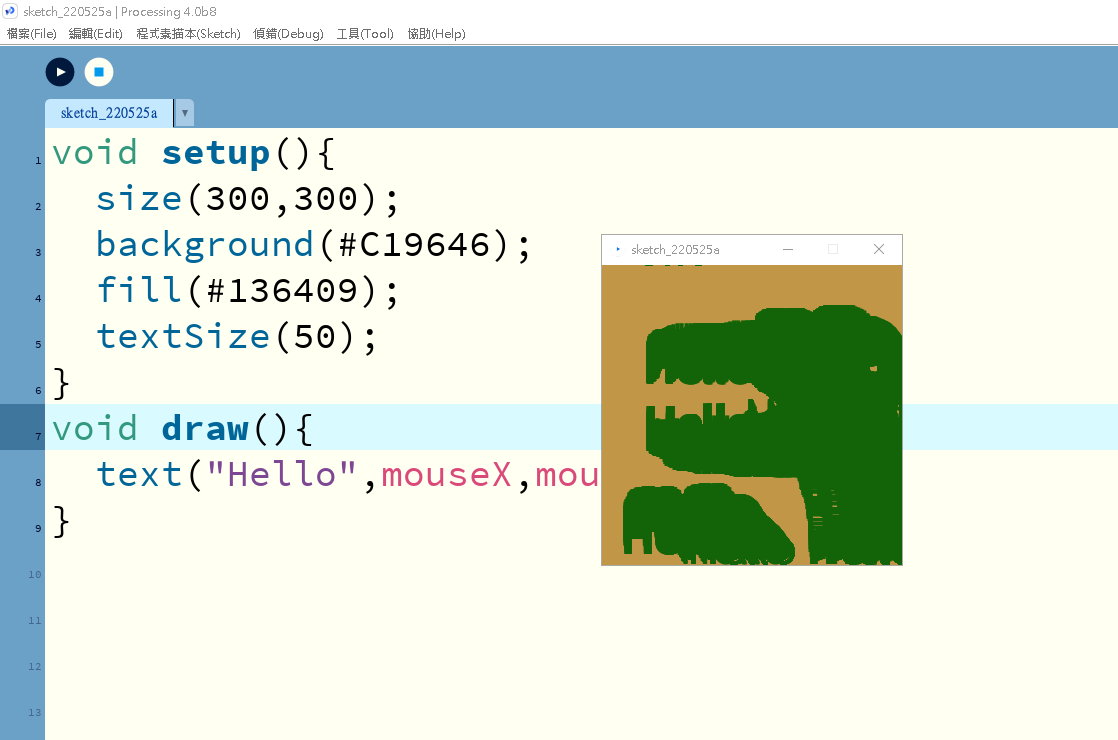 sketch_220525a | Processing 4.0b8
檔案(File) 編輯(Edit) 程式素描本(Sketch) 偵錯(Debug) 工具(Tool) 協助(Help)
sketch_220525a ▼
1 void setup(){
2 size(300,300);
3 background(#C19646);
4 fill(#136409);
5 textSize(50);
6 }
7 void draw(){
8 text("Hello",mouseX,mou
9 }
10
11
12
13
sketch_220525a